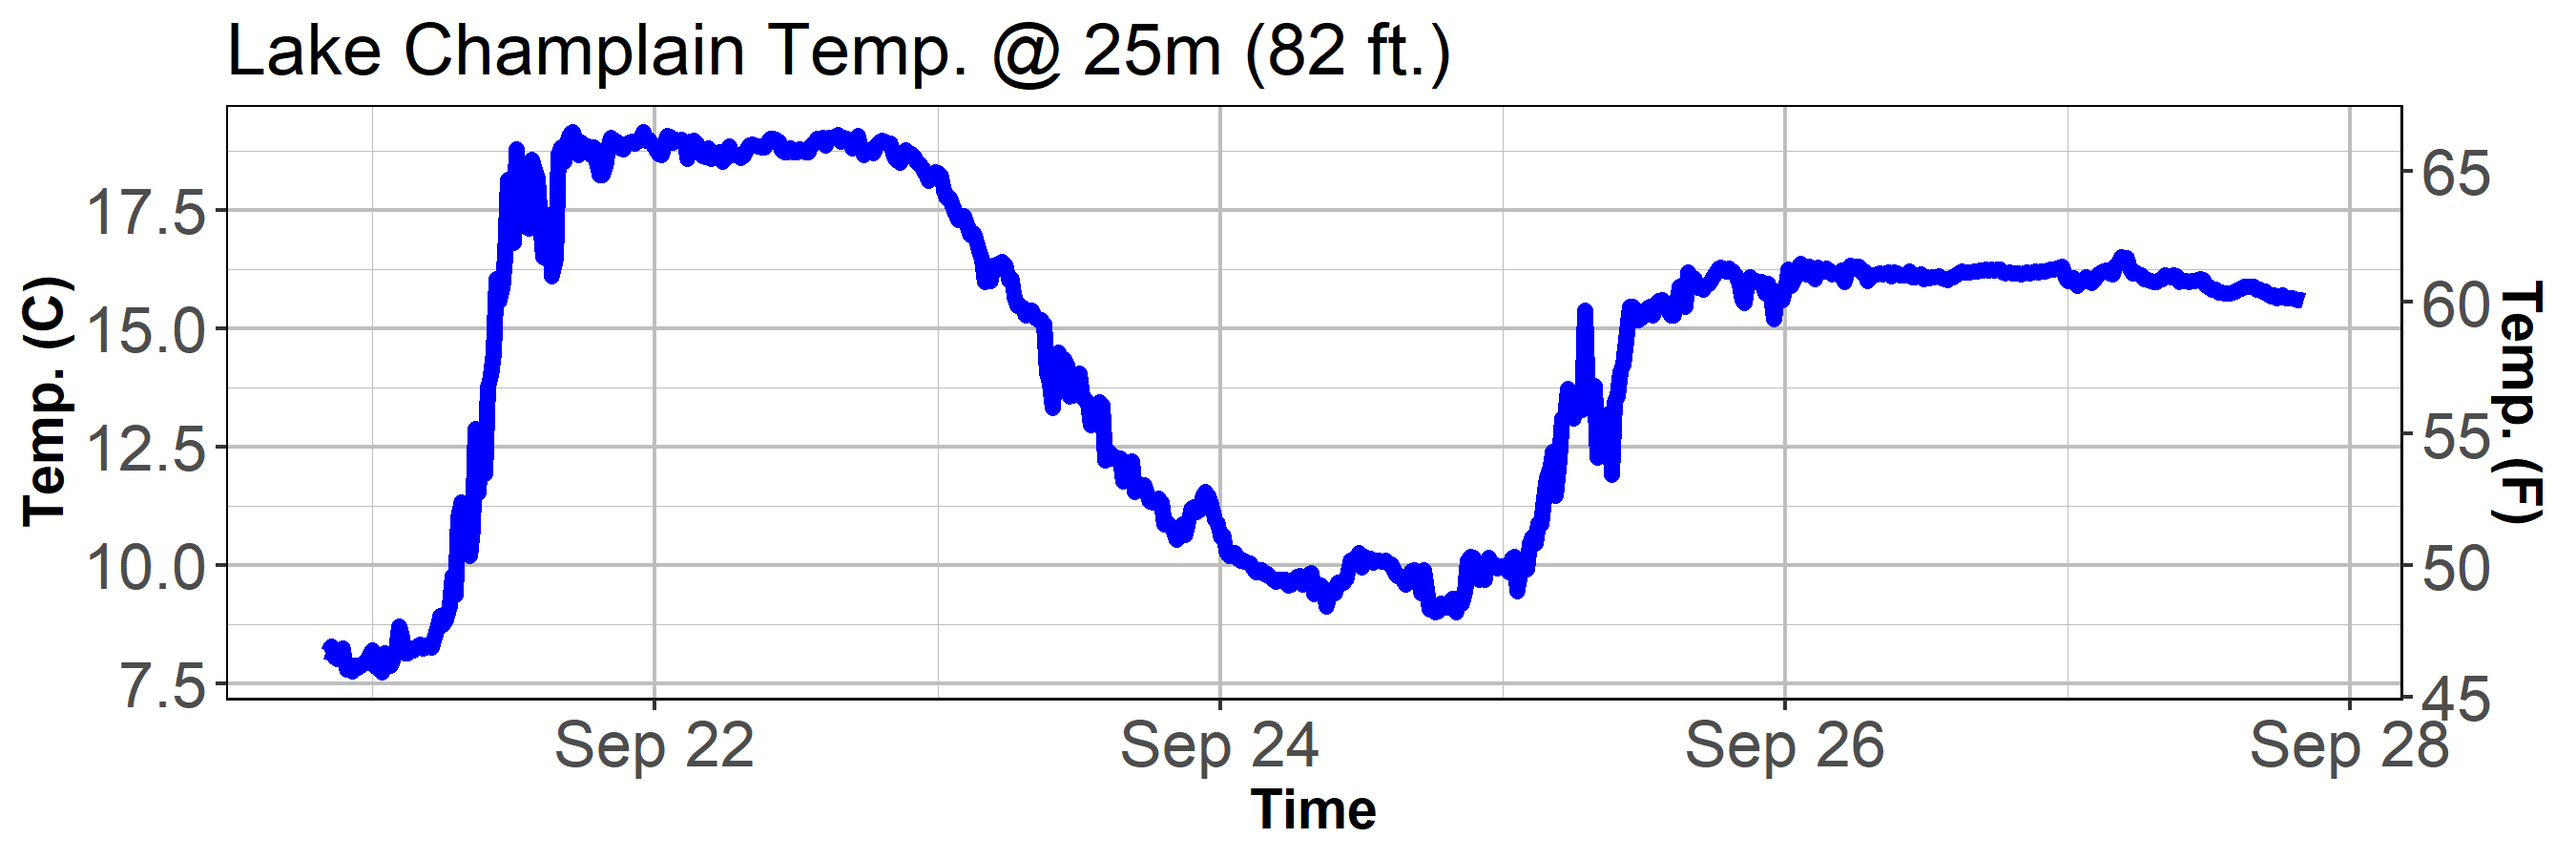 Lake Champlain Temp. @ 25m (82 ft.)
Temp. (C)
17.5
15.0
12.5
10.0
7.5
65
60
55
50
45
Temp. (F)
Sep 22
Sep 24
Sep 26
Sep 28
Time